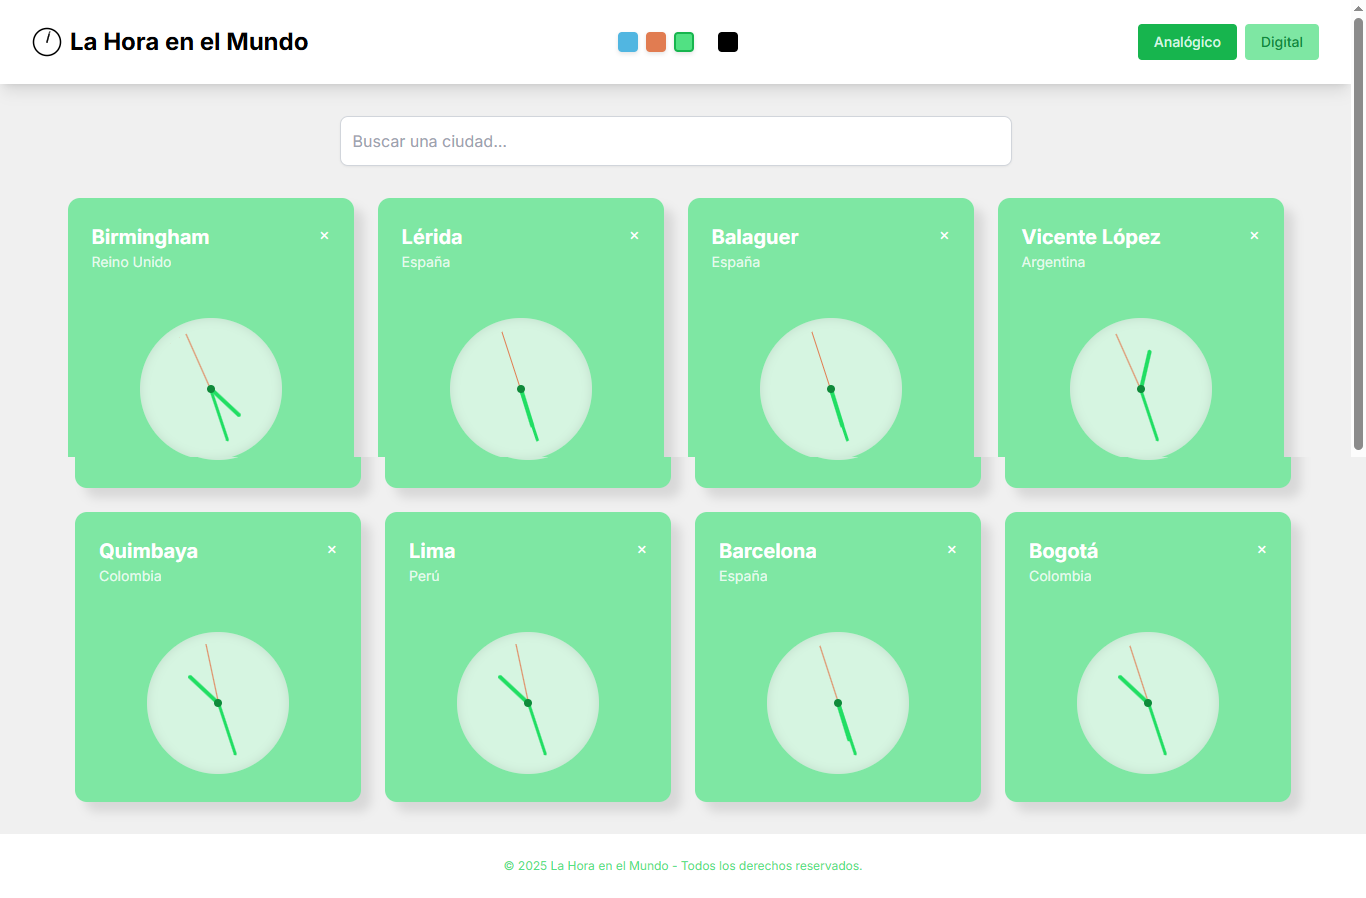 La Hora en el Mundo
Analógico
Digital
Buscar una ciudad...
Birmingham ×
Reino Unido
Lérida ×
España
Balaguer ×
España
Vicente López ×
Argentina
Quimbaya ×
Colombia
Lima ×
Perú
Barcelona ×
España
Bogotá ×
Colombia
© 2025 La Hora en el Mundo - Todos los derechos reservados.